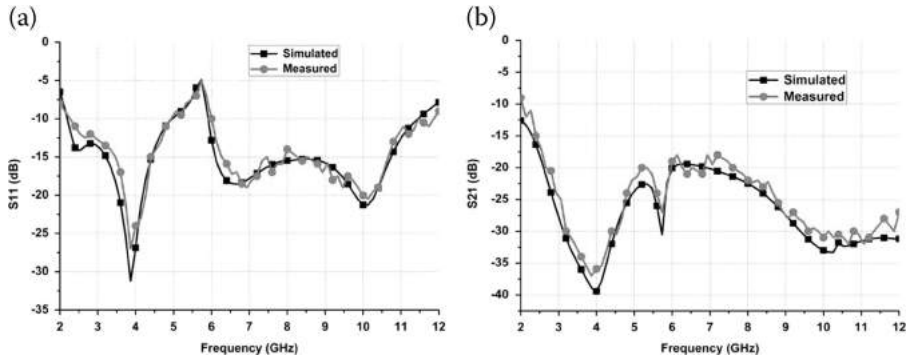 (a)
0
-5
-10
-15
-20
-25
-30
-35
S11 (dB)
Simulated
Measured
2 3 4 5 6 7 8 9 10 11 12
Frequency (GHz)
(b)
0
-5
-10
-15
-20
-25
-30
-35
-40
S21 (dB)
Simulated
Measured
2 3 4 5 6 7 8 9 10 11 12
Frequency (GHz)